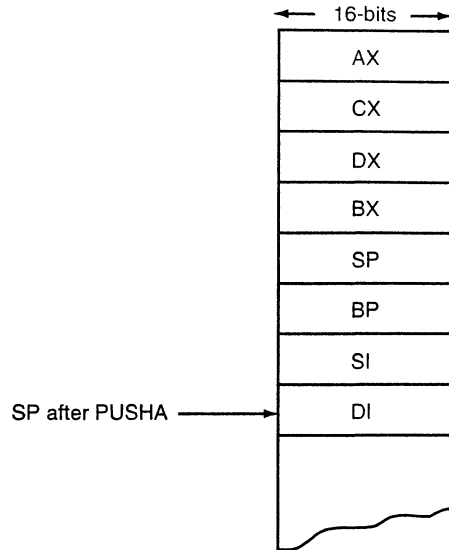 16-bits
AX
CX
DX
BX
SP
BP
SI
SP after PUSHA
DI